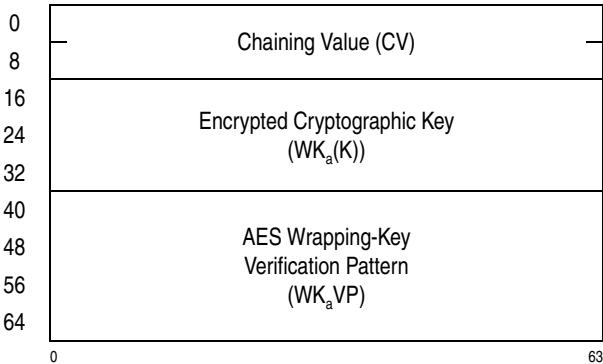 0
8
Chaining Value (CV)
16
24
32
Encrypted Cryptographic Key
(WKa(K))
40
48
56
64
AES Wrapping-Key
Verification Pattern
(WKaVP)
0 63